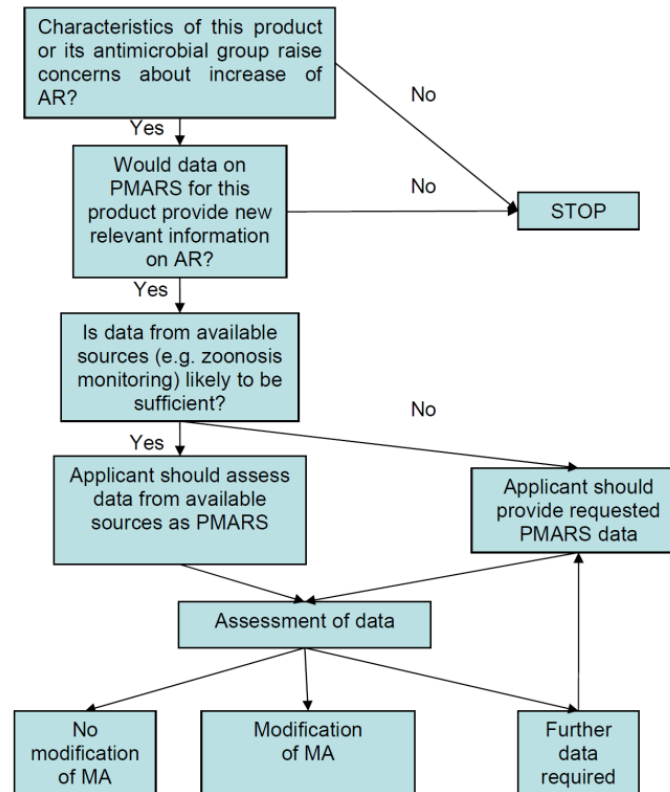 Characteristics of this product
or its antimicrobial group raise
concerns about increase of
AR?
No
Yes
Would data on
PMARS for this
product provide new
relevant information
on AR?
No
STOP
Yes
Is data from available
sources (e.g. zoonosis
monitoring) likely to be
sufficient?
No
Yes
Applicant should assess
data from available
sources as PMARS
Applicant should
provide requested
PMARS data
Assessment of data
No
modification
of MA
Modification
of MA
Further
data
required